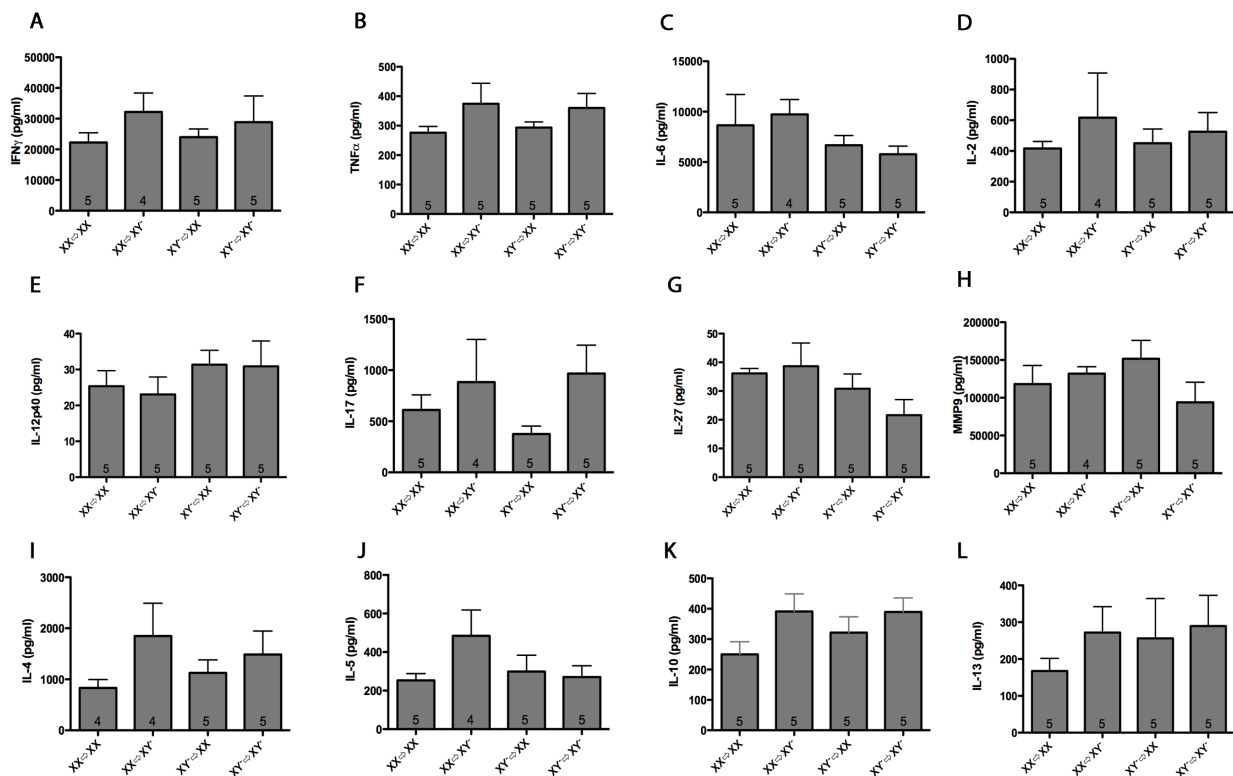 A
IFNγ (pg/ml)
50000
40000
30000
20000
10000
0
5
4
5
5
XX⇨XX
XX⇨XY-
XY-⇨XX
XY-⇨XY-
B
TNFα (pg/ml)
500
400
300
200
100
0
5
5
5
5
XX⇨XX
XX⇨XY-
XY-⇨XX
XY-⇨XY-
C
IL-6 (pg/ml)
15000
10000
5000
0
5
4
5
5
XX⇨XX
XX⇨XY-
XY-⇨XX
XY-⇨XY-
D
IL-2 (pg/ml)
1000
800
600
400
200
0
5
4
5
5
XX⇨XX
XX⇨XY-
XY-⇨XX
XY-⇨XY-
E
IL-12p40 (pg/ml)
40
30
20
10
0
5
5
5
5
XX⇨XX
XX⇨XY-
XY-⇨XX
XY-⇨XY-
F
IL-17 (pg/ml)
1500
1000
500
0
5
4
5
5
XX⇨XX
XX⇨XY-
XY-⇨XX
XY-⇨XY-
G
IL-27 (pg/ml)
50
40
30
20
10
0
5
5
5
5
XX⇨XX
XX⇨XY-
XY-⇨XX
XY-⇨XY-
H
MMP9 (pg/ml)
200000
150000
100000
50000
0
5
4
5
5
XX⇨XX
XX⇨XY-
XY-⇨XX
XY-⇨XY-
I
IL-4 (pg/ml)
3000
2000
1000
0
4
4
5
5
XX⇨XX
XX⇨XY-
XY-⇨XX
XY-⇨XY-
J
IL-5 (pg/ml)
800
600
400
200
0
5
4
5
5
XX⇨XX
XX⇨XY-
XY-⇨XX
XY-⇨XY-
K
IL-10 (pg/ml)
500
400
300
200
100
0
5
5
5
5
XX⇨XX
XX⇨XY-
XY-⇨XX
XY-⇨XY-
L
IL-13 (pg/ml)
400
300
200
100
0
5
5
5
5
XX⇨XX
XX⇨XY-
XY-⇨XX
XY-⇨XY-